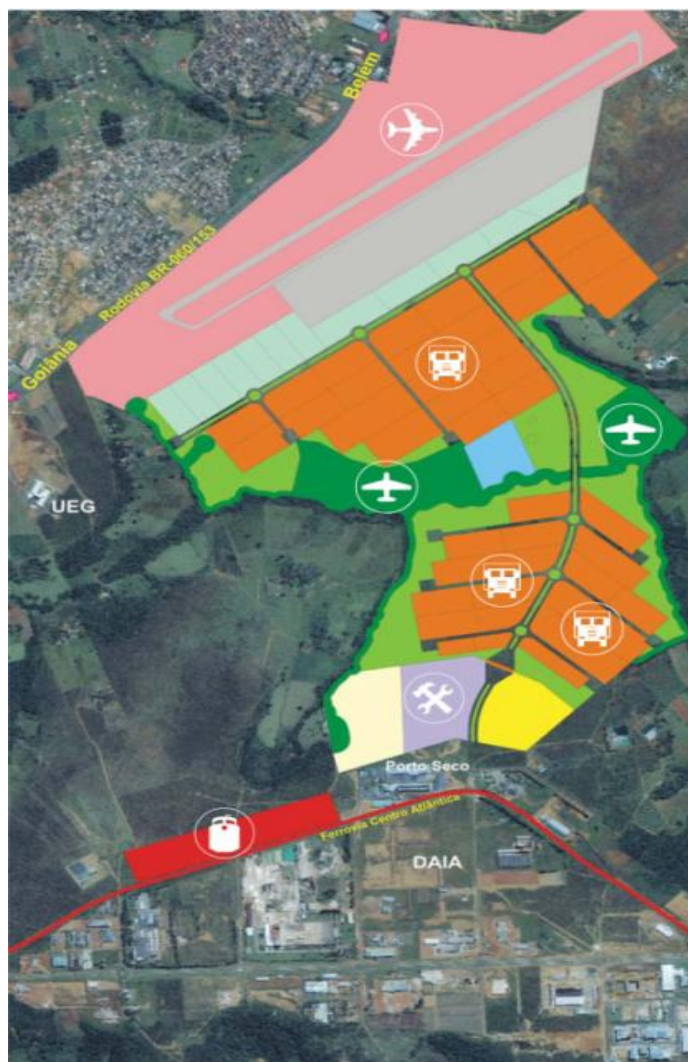 Belém
Rodovia BR-060/153
Goiânia
UEG
Porto Seco
Ferrovia Centro Atlântica
DAIA